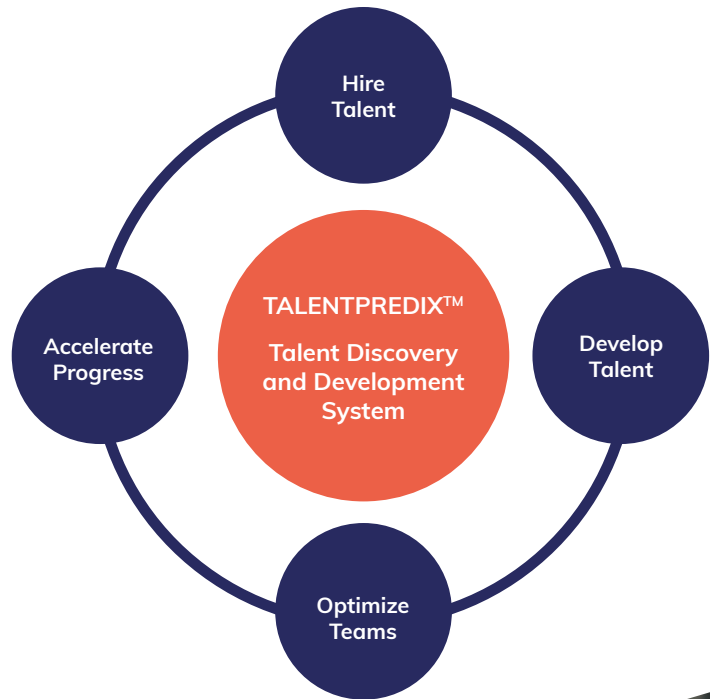 Hire
Talent
TALENTPREDIX™
Talent Discovery
and Development
System
Accelerate
Progress
Develop
Talent
Optimize
Teams